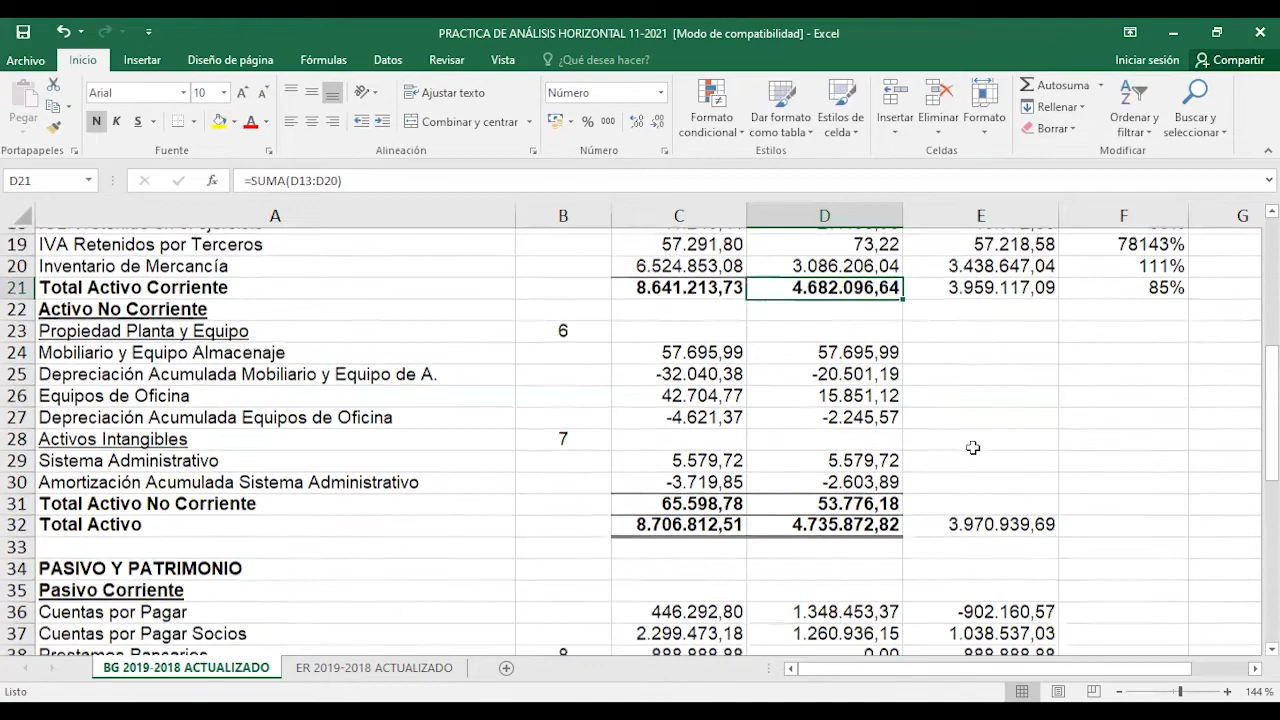 PRACTICA DE ANÁLISIS HORIZONTAL 11-2021 [Modo de compatibilidad] - Excel
Archivo Inicio Insertar Diseño de página Fórmulas Datos Revisar Vista ¿Qué desea hacer? Iniciar sesión Compartir
Pegar
Arial 10
N K S
Ajustar texto
Combinar y centrar
Número
% 000
Formato condicional
Dar formato como tabla
Estilos de celda
Insertar Eliminar Formato
Autosuma
Rellenar
Borrar
Ordenar y filtrar
Buscar y seleccionar
Portapapeles Fuente Alineación Número Estilos Celdas Modificar
D21 fx =SUMA(D13:D20)
A B C D E F G
19 IVA Retenidos por Terceros 57.291,80 73,22 57.218,58 78143%
20 Inventario de Mercancía 6.524.853,08 3.086.206,04 3.438.647,04 111%
21 Total Activo Corriente 8.641.213,73 4.682.096,64 3.959.117,09 85%
22 Activo No Corriente
23 Propiedad Planta y Equipo 6
24 Mobiliario y Equipo Almacenaje 57.695,99 57.695,99
25 Depreciación Acumulada Mobiliario y Equipo de A. -32.040,38 -20.501,19
26 Equipos de Oficina 42.704,77 15.851,12
27 Depreciación Acumulada Equipos de Oficina -4.621,37 -2.245,57
28 Activos Intangibles 7
29 Sistema Administrativo 5.579,72 5.579,72
30 Amortización Acumulada Sistema Administrativo -3.719,85 -2.603,89
31 Total Activo No Corriente 65.598,78 53.776,18
32 Total Activo 8.706.812,51 4.735.872,82 3.970.939,69
33
34 PASIVO Y PATRIMONIO
35 Pasivo Corriente
36 Cuentas por Pagar 446.292,80 1.348.453,37 -902.160,57
37 Cuentas por Pagar Socios 2.299.473,18 1.260.936,15 1.038.537,03
BG 2019-2018 ACTUALIZADO ER 2019-2018 ACTUALIZADO
Listo 144 %